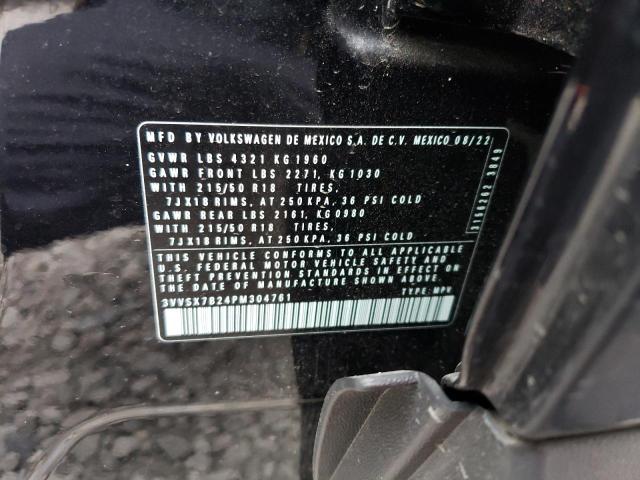 MFD BY VOLKSWAGEN DE MEXICO S.A. DE C.V. MEXICO 08/22
GVWR LBS 4321 KG 1960
GAWR FRONT LBS 2271, KG 1030
WITH 215/50 R18 TIRES,
7JX18 RIMS, AT 250 KPA, 36 PSI COLD
GAWR REAR LBS 2161, KG 0980
WITH 215/50 R18 TIRES,
7JX18 RIMS, AT 250 KPA, 36 PSI COLD
THIS VEHICLE CONFORMS TO ALL APPLICABLE
U.S. FEDERAL MOTOR VEHICLE SAFETY AND
THEFT PREVENTION STANDARDS IN EFFECT ON
THE DATE OF MANUFACTURE SHOWN ABOVE.
3VVSX7B24PM304761 TYPE: MPV